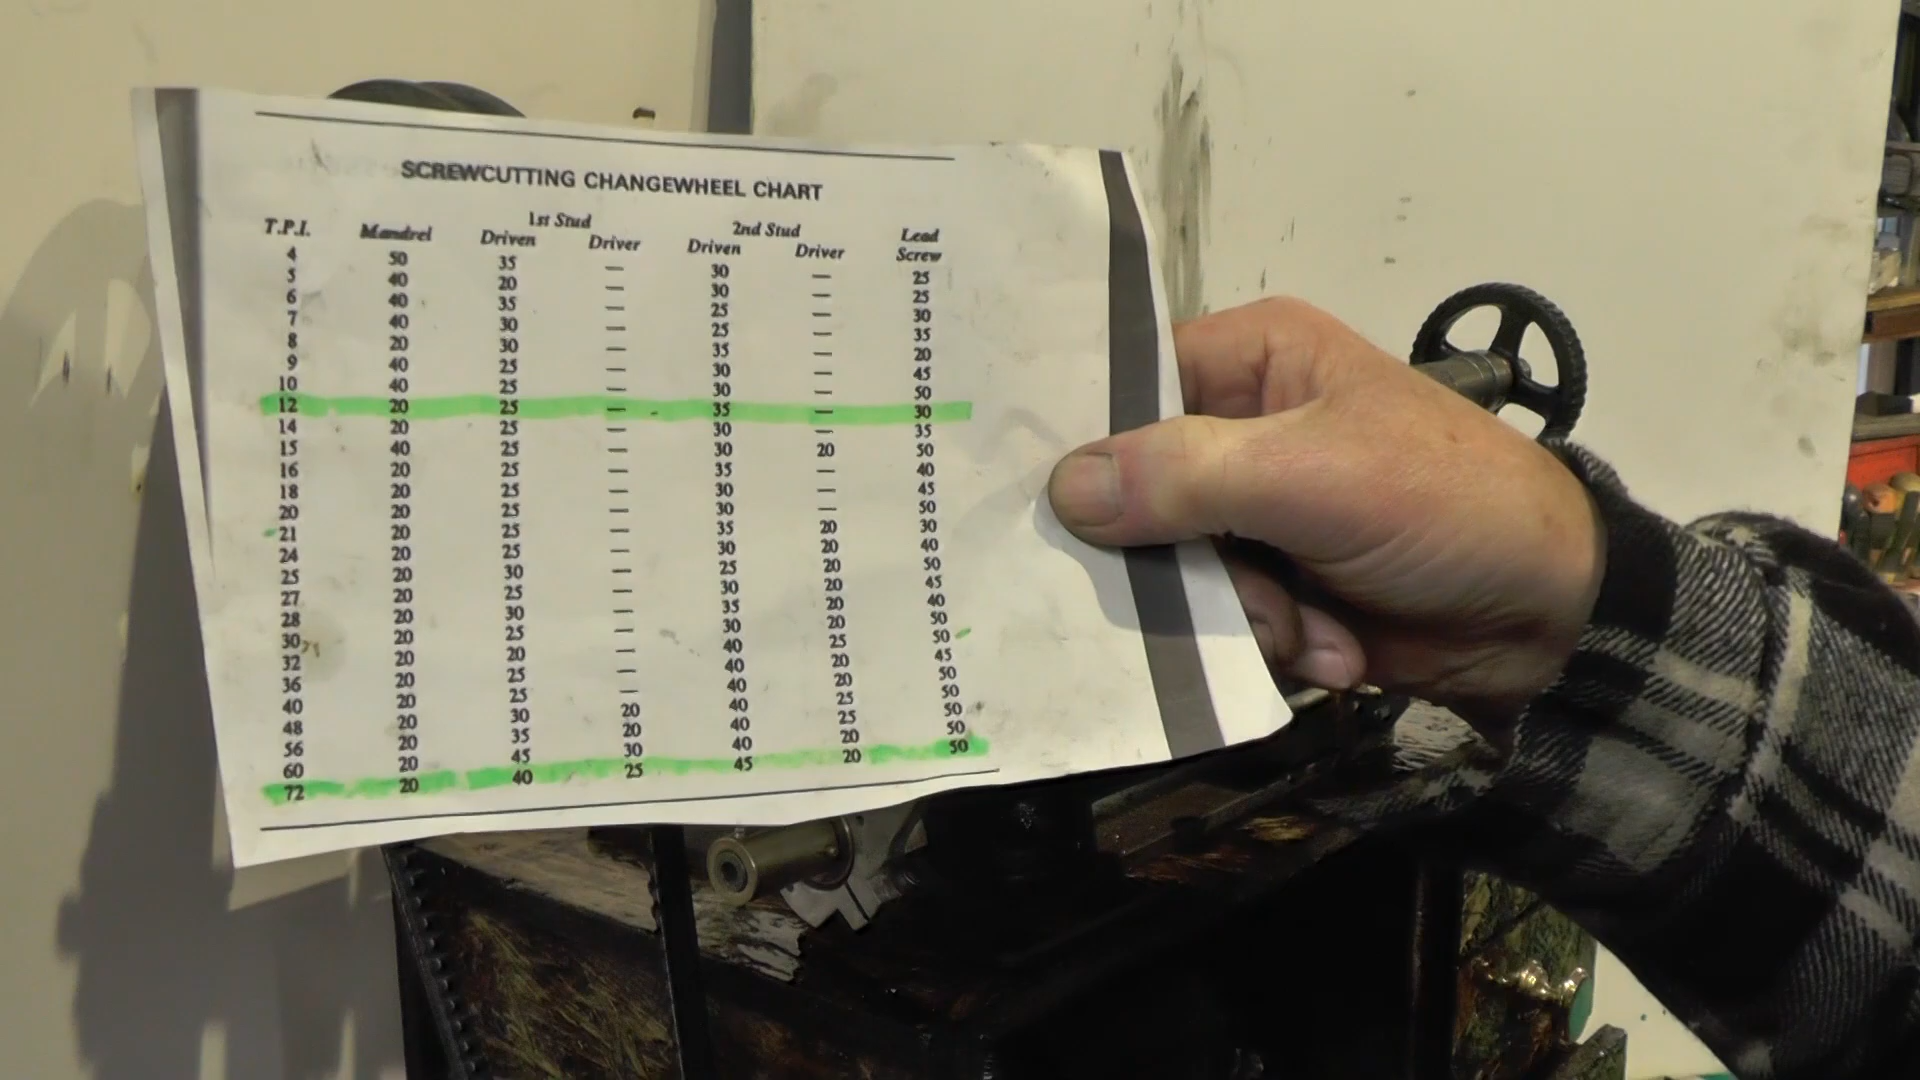 SCREWCUTTING CHANGEWHEEL CHART
1st Stud 2nd Stud Lead
T.P.I. Mandrel Driven Driver Driven Driver Screw
4 50 35 — 30 — 25
5 40 20 — 30 — 25
6 40 35 — 25 — 30
7 40 30 — 25 — 35
8 20 30 — 35 — 20
9 40 25 — 30 — 45
10 40 25 — 30 — 50
12 20 25 — 35 — 30
14 20 25 — 30 — 35
15 40 25 — 30 20 50
16 20 25 — 35 — 40
18 20 25 — 30 — 45
20 20 25 — 30 — 50
21 20 25 — 35 20 30
24 20 25 — 30 20 40
25 20 30 — 25 20 50
27 20 25 — 30 20 45
28 20 30 — 35 20 40
30 20 25 — 30 20 50
32 20 20 — 40 25 50
36 20 25 — 40 20 45
40 20 25 — 40 20 50
48 20 30 20 40 25 50
56 20 35 20 40 25 50
60 20 45 30 40 20 50
72 20 40 25 45 20 50